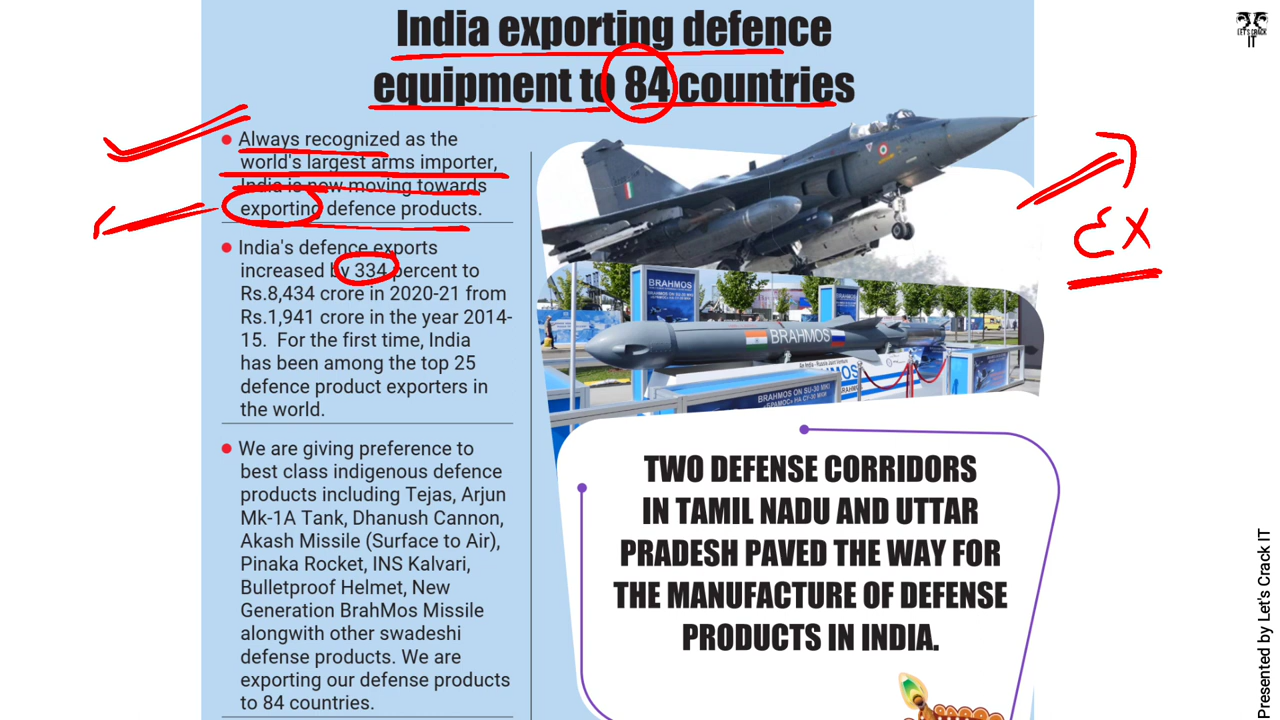 India exporting defence
equipment to 84 countries
LET'S CRACK
IT
Always recognized as the
world's largest arms importer,
India is now moving towards
exporting defence products.
India's defence exports
increased by 334 percent to
Rs.8,434 crore in 2020-21 from
Rs.1,941 crore in the year 2014-
15. For the first time, India
has been among the top 25
defence product exporters in
the world.
We are giving preference to
best class indigenous defence
products including Tejas, Arjun
Mk-1A Tank, Dhanush Cannon,
Akash Missile (Surface to Air),
Pinaka Rocket, INS Kalvari,
Bulletproof Helmet, New
Generation BrahMos Missile
alongwith other swadeshi
defense products. We are
exporting our defense products
to 84 countries.
EX
BRAHMOS
BRAHMOS
BRAHMOS
BRAHMOS ON SU-30 MKI
TWO DEFENSE CORRIDORS
IN TAMIL NADU AND UTTAR
PRADESH PAVED THE WAY FOR
THE MANUFACTURE OF DEFENSE
PRODUCTS IN INDIA.
Presented by Let's Crack IT